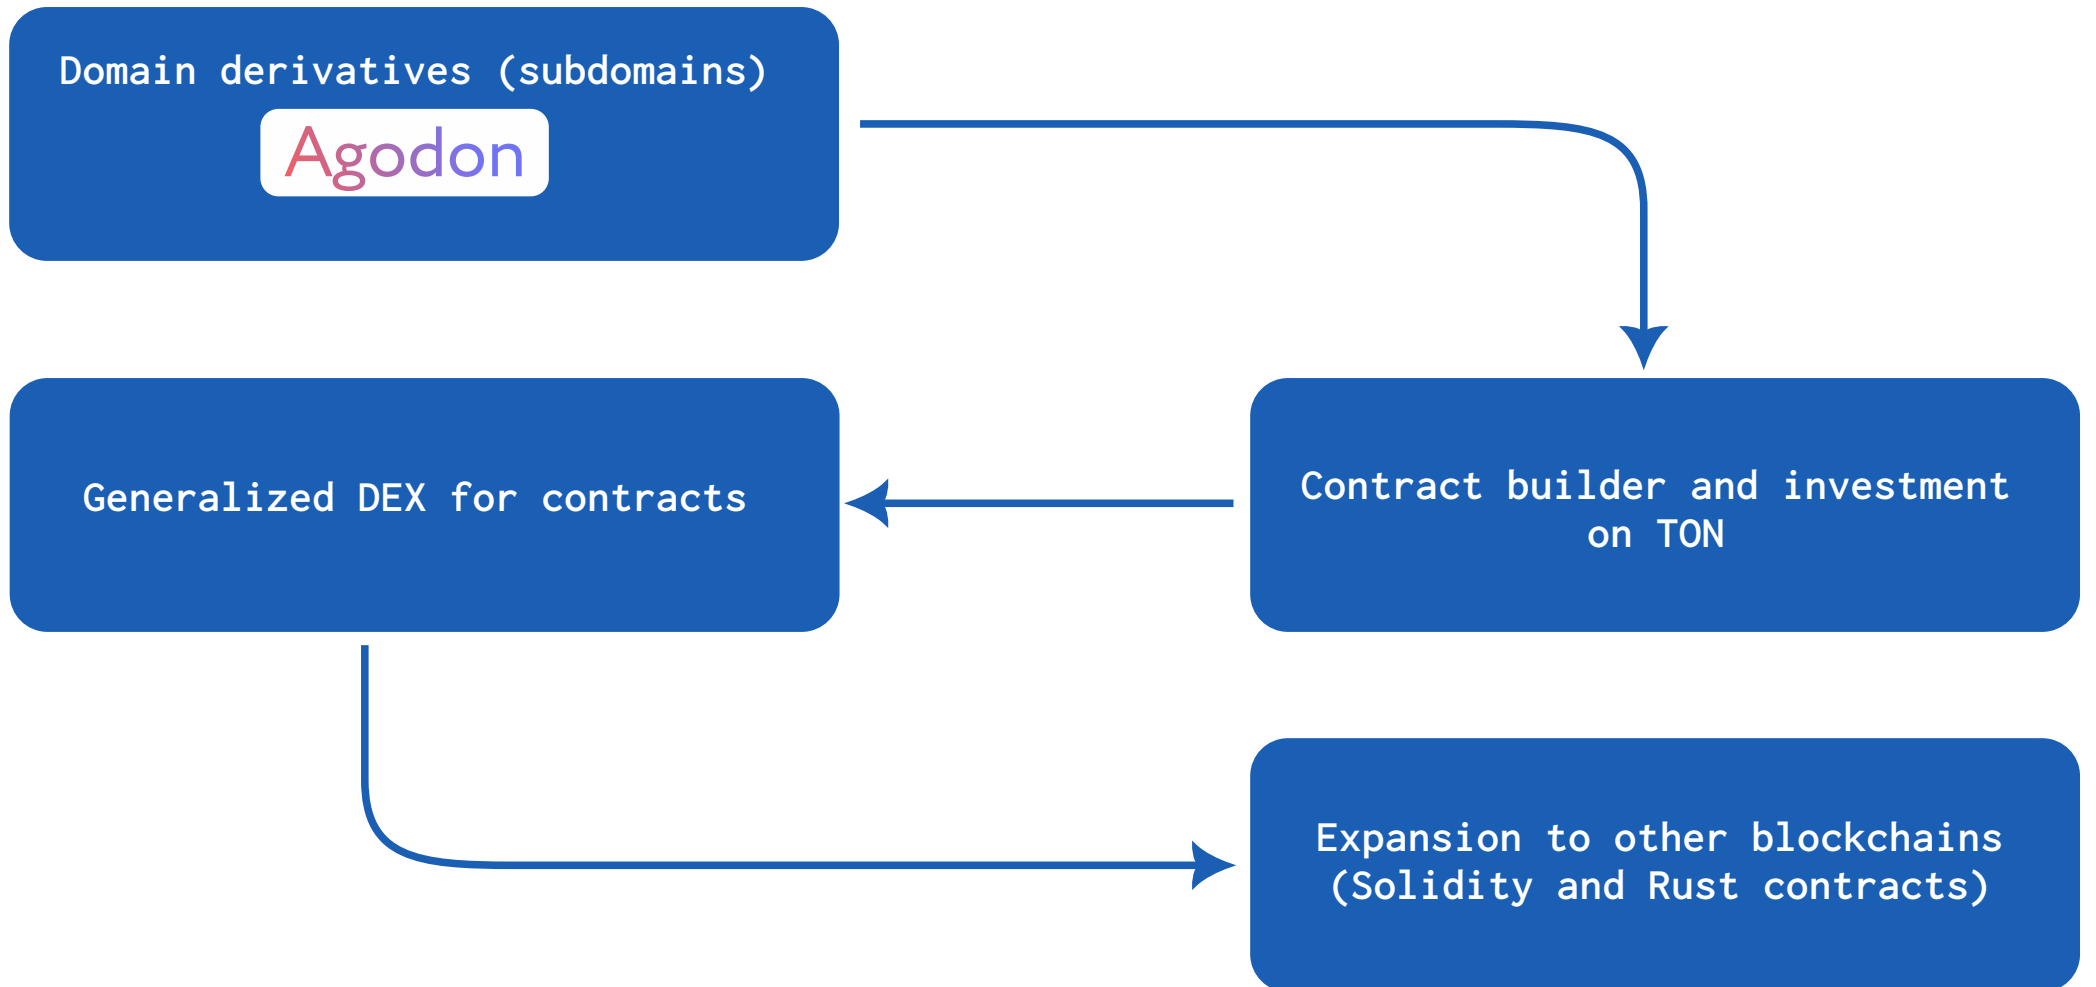 Domain derivatives (subdomains)
Agodon
Contract builder and investment
on TON
Generalized DEX for contracts
Expansion to other blockchains
(Solidity and Rust contracts)